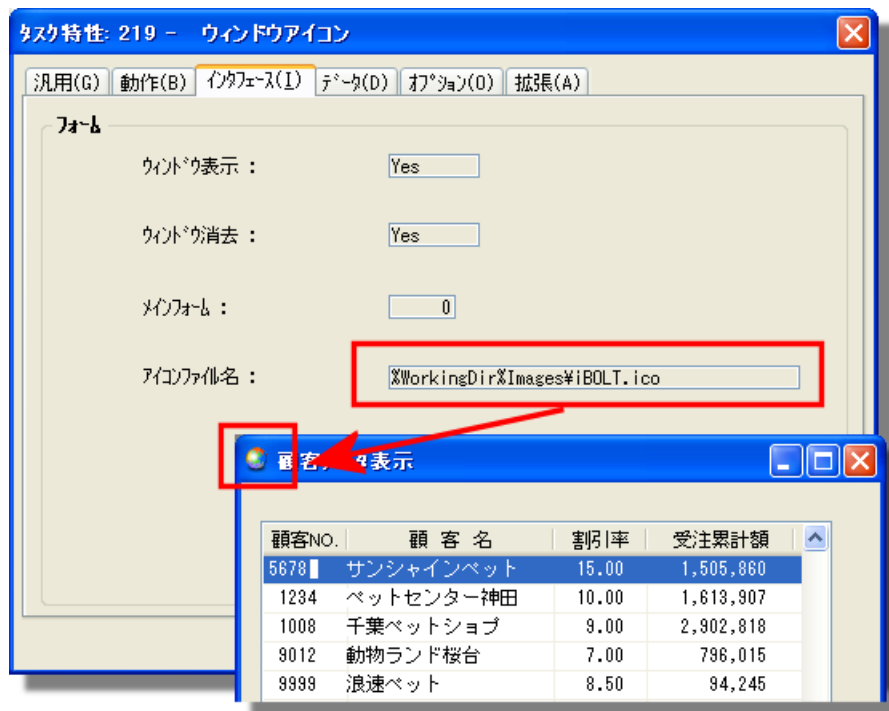 タスク特性: 219 - ウィンドウアイコン
汎用(G) 動作(B) インタフェース(I) データ(D) オプション(O) 拡張(A)
フォーム
ウィンドウ表示 : Yes
ウィンドウ消去 : Yes
メインフォーム : 0
アイコンファイル名 : %WorkingDir%Images¥iBOLT.ico
顧客データ表示
顧客NO. 顧 客 名 割引率 受注累計額
5678 サンシャインペット 15.00 1,505,860
1234 ペットセンター神田 10.00 1,613,907
1008 千葉ペットショプ 9.00 2,902,818
9012 動物ランド桜台 7.00 796,015
9999 浪速ペット 8.50 94,245